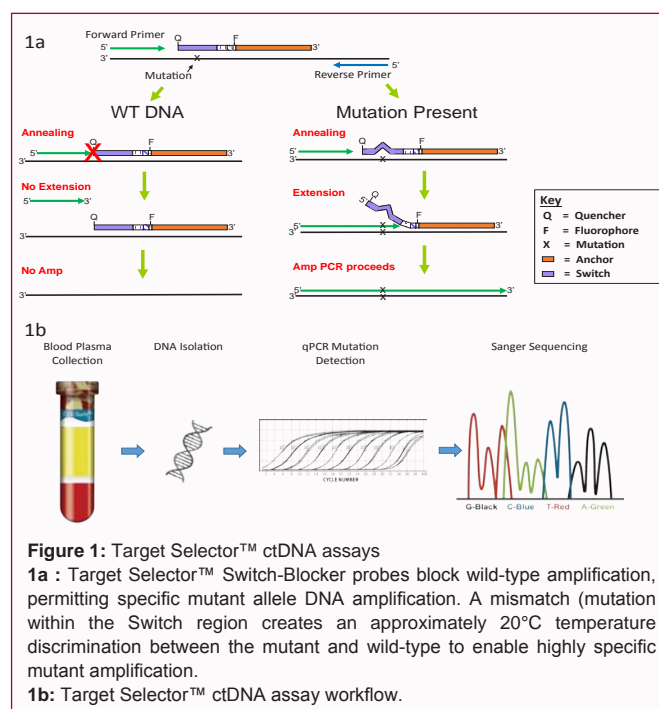 1a
Forward Primer
5'
3'
Q
F
X
Mutation
Reverse Primer
5'
3'
WT DNA
Mutation Present
Annealing
5'
Q
X
F
3'
3'
Annealing
5'
Q
F
3'
3'
X
No Extension
5'
3'
Q
F
3'
3'
Extension
5'
Q
F
5'
3'
X
X
3'
No Amp
3'
Amp PCR proceeds
5'
3'
X
X
3'
Key
Q = Quencher
F = Fluorophore
X = Mutation
= Anchor
= Switch
1b
Blood Plasma
Collection
DNA Isolation
qPCR Mutation
Detection
Sanger Sequencing
CYCLE NUMBER
G-Black C-Blue T-Red A-Green
Figure 1: Target Selector™ ctDNA assays
1a : Target Selector™ Switch-Blocker probes block wild-type amplification,
permitting specific mutant allele DNA amplification. A mismatch (mutation
within the Switch region creates an approximately 20°C temperature
discrimination between the mutant and wild-type to enable highly specific
mutant amplification.
1b: Target Selector™ ctDNA assay workflow.